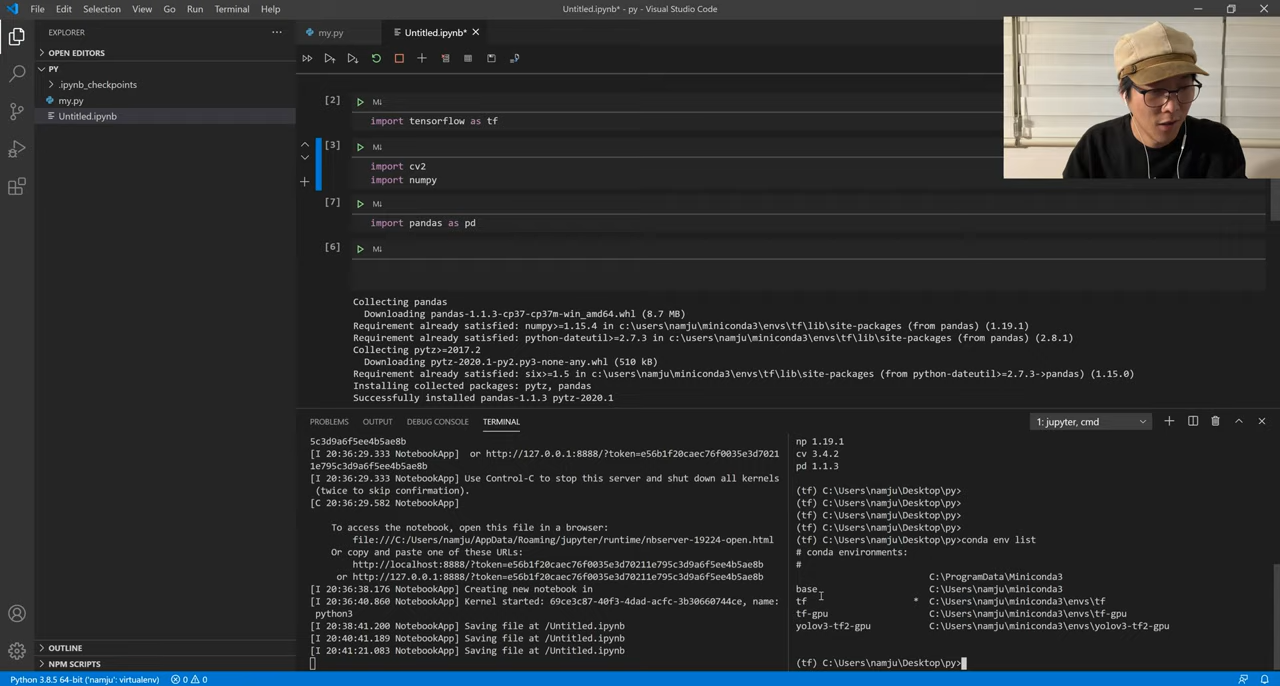 File Edit Selection View Go Run Terminal Help
Untitled.ipynb* - py - Visual Studio Code
EXPLORER
OPEN EDITORS
PY
.ipynb_checkpoints
my.py
Untitled.ipynb
OUTLINE
NPM SCRIPTS
my.py
Untitled.ipynb*
[2]
M↓
import tensorflow as tf
[3]
M↓
import cv2
import numpy
[7]
M↓
import pandas as pd
[6]
M↓
Collecting pandas
Downloading pandas-1.1.3-cp37-cp37m-win_amd64.whl (8.7 MB)
Requirement already satisfied: numpy>=1.15.4 in c:\users\namju\miniconda3\envs\tf\lib\site-packages (from pandas) (1.19.1)
Requirement already satisfied: python-dateutil>=2.7.3 in c:\users\namju\miniconda3\envs\tf\lib\site-packages (from pandas) (2.8.1)
Collecting pytz>=2017.2
Downloading pytz-2020.1-py2.py3-none-any.whl (510 kB)
Requirement already satisfied: six>=1.5 in c:\users\namju\miniconda3\envs\tf\lib\site-packages (from python-dateutil>=2.7.3->pandas) (1.15.0)
Installing collected packages: pytz, pandas
Successfully installed pandas-1.1.3 pytz-2020.1
PROBLEMS OUTPUT DEBUG CONSOLE TERMINAL
1: jupyter, cmd
5c3d9a6f5ee4b5ae8b
[I 20:36:29.333 NotebookApp]  or http://127.0.0.1:8888/?token=e56b1f20caec76f0035e3d7021
1e795c3d9a6f5ee4b5ae8b
[I 20:36:29.333 NotebookApp] Use Control-C to stop this server and shut down all kernels
(twice to skip confirmation).
[C 20:36:29.582 NotebookApp]
To access the notebook, open this file in a browser:
file:///C:/Users/namju/AppData/Roaming/jupyter/runtime/nbserver-19224-open.html
Or copy and paste one of these URLs:
http://localhost:8888/?token=e56b1f20caec76f0035e3d70211e795c3d9a6f5ee4b5ae8b
or http://127.0.0.1:8888/?token=e56b1f20caec76f0035e3d70211e795c3d9a6f5ee4b5ae8b
[I 20:36:38.176 NotebookApp] Creating new notebook in
[I 20:36:40.860 NotebookApp] Kernel started: 69ce3c87-40f3-4dad-acfc-3b30660744ce, name:
python3
[I 20:38:41.200 NotebookApp] Saving file at /Untitled.ipynb
[I 20:40:41.189 NotebookApp] Saving file at /Untitled.ipynb
[I 20:41:21.083 NotebookApp] Saving file at /Untitled.ipynb
np 1.19.1
cv 3.4.2
pd 1.1.3
(tf) C:\Users\namju\Desktop\py>
(tf) C:\Users\namju\Desktop\py>
(tf) C:\Users\namju\Desktop\py>
(tf) C:\Users\namju\Desktop\py>
(tf) C:\Users\namju\Desktop\py>conda env list
# conda environments:
#
C:\ProgramData\Miniconda3
base C:\Users\namju\miniconda3
tf * C:\Users\namju\miniconda3\envs\tf
tf-gpu C:\Users\namju\miniconda3\envs\tf-gpu
yolov3-tf2-gpu C:\Users\namju\miniconda3\envs\yolov3-tf2-gpu
(tf) C:\Users\namju\Desktop\py>
Python 3.8.5 64-bit ('namju': virtualenv) 0 0